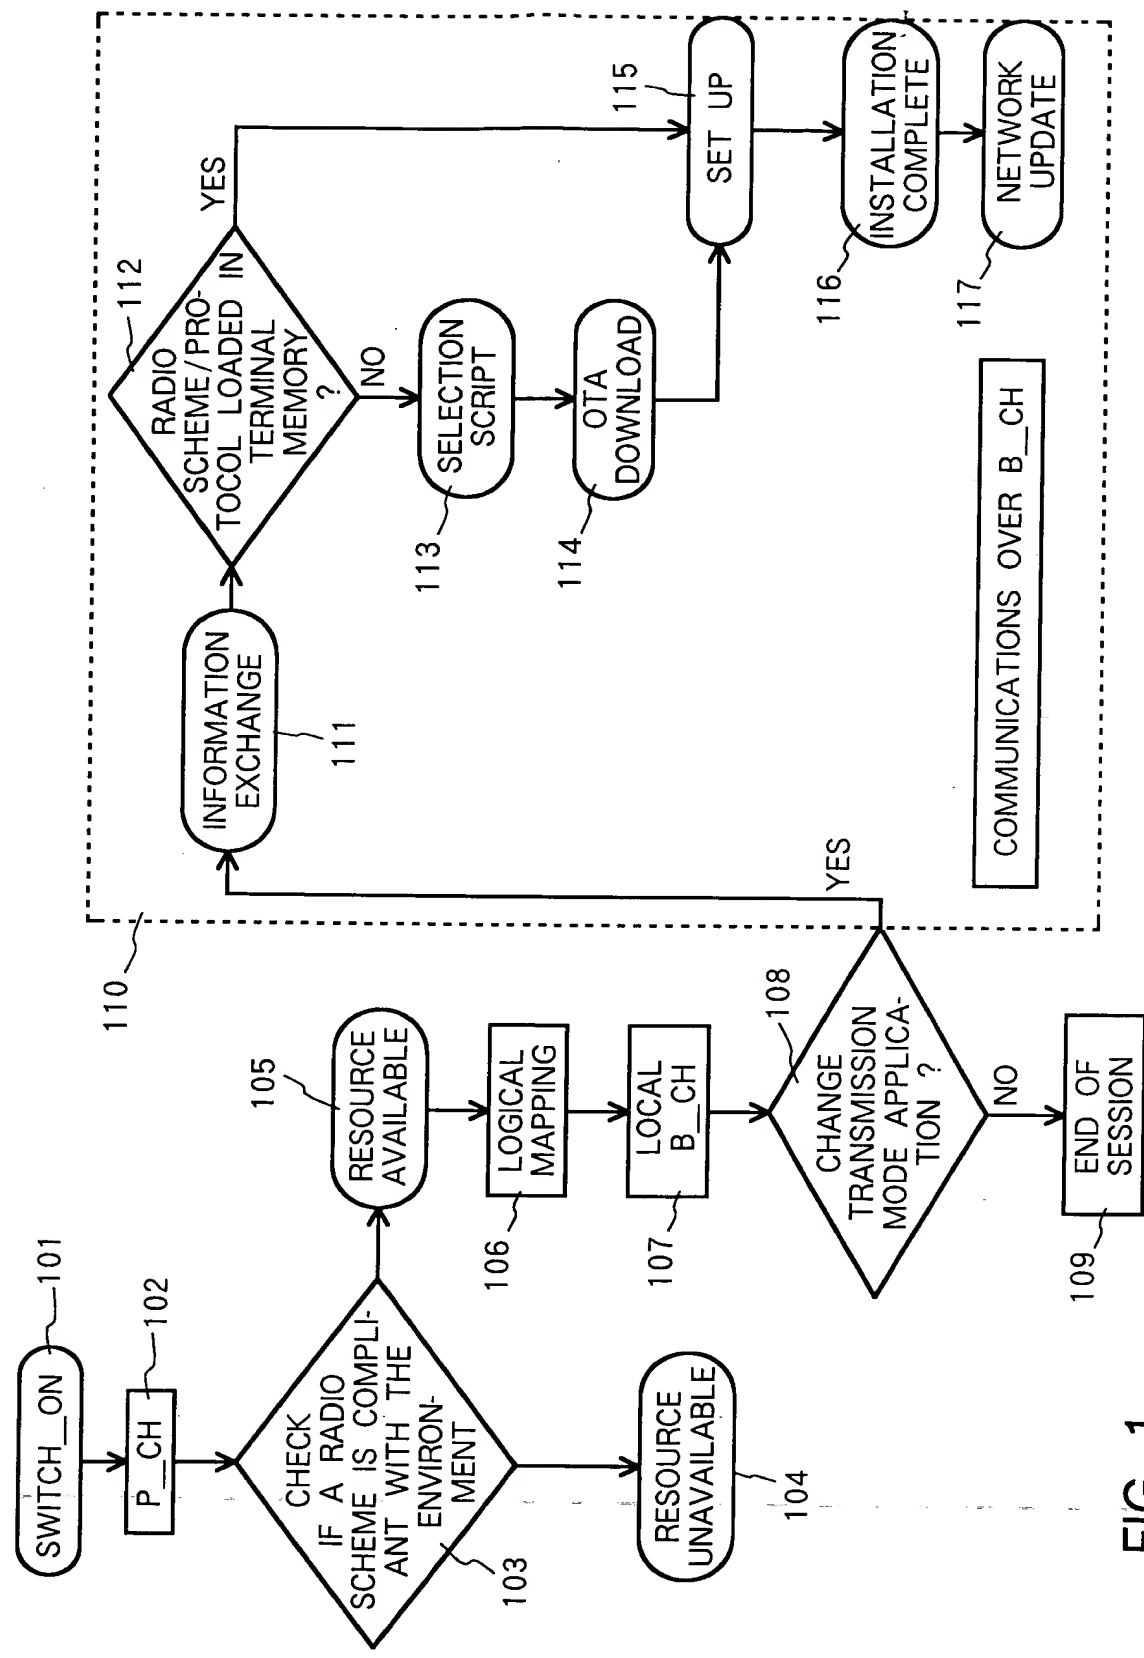 SWITCH_ON
101
P_CH
102
CHECK
IF A RADIO
SCHEME IS COMPLI-
ANT WITH THE
ENVIRON-
MENT
103
RESOURCE
UNAVAILABLE
104
105
RESOURCE
AVAILABLE
LOGICAL
MAPPING
106
LOCAL
B_CH
107
108
CHANGE
TRANSMISSION
MODE APPLICA-
TION ?
YES
NO
END OF
SESSION
109
110
INFORMATION
EXCHANGE
111
112
RADIO
SCHEME/PRO-
TOCOL LOADED IN
TERMINAL
MEMORY
?
YES
NO
SELECTION
SCRIPT
113
OTA
DOWNLOAD
114
115
SET UP
INSTALLATION
COMPLETE
116
NETWORK
UPDATE
117
COMMUNICATIONS OVER B_CH
FIG. 1